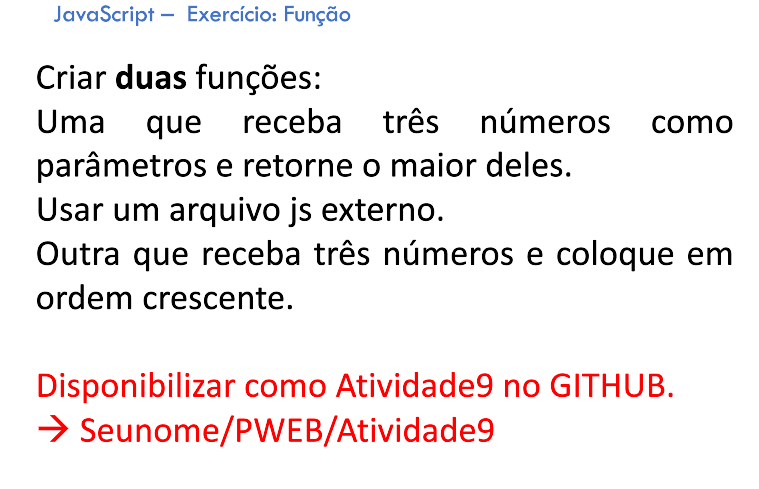 JavaScript – Exercício: Função
Criar duas funções:
Uma que receba três números como
parâmetros e retorne o maior deles.
Usar um arquivo js externo.
Outra que receba três números e coloque em
ordem crescente.
Disponibilizar como Atividade9 no GITHUB.
→ Seunome/PWEB/Atividade9